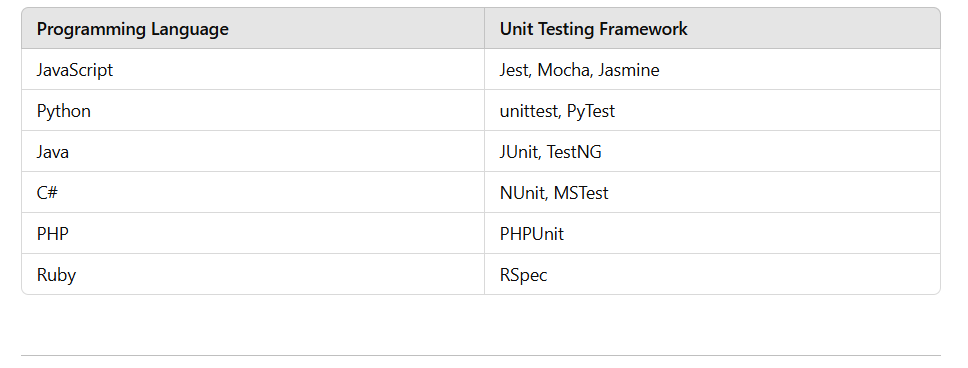 Programming Language Unit Testing Framework
JavaScript Jest, Mocha, Jasmine
Python unittest, PyTest
Java JUnit, TestNG
C# NUnit, MSTest
PHP PHPUnit
Ruby RSpec